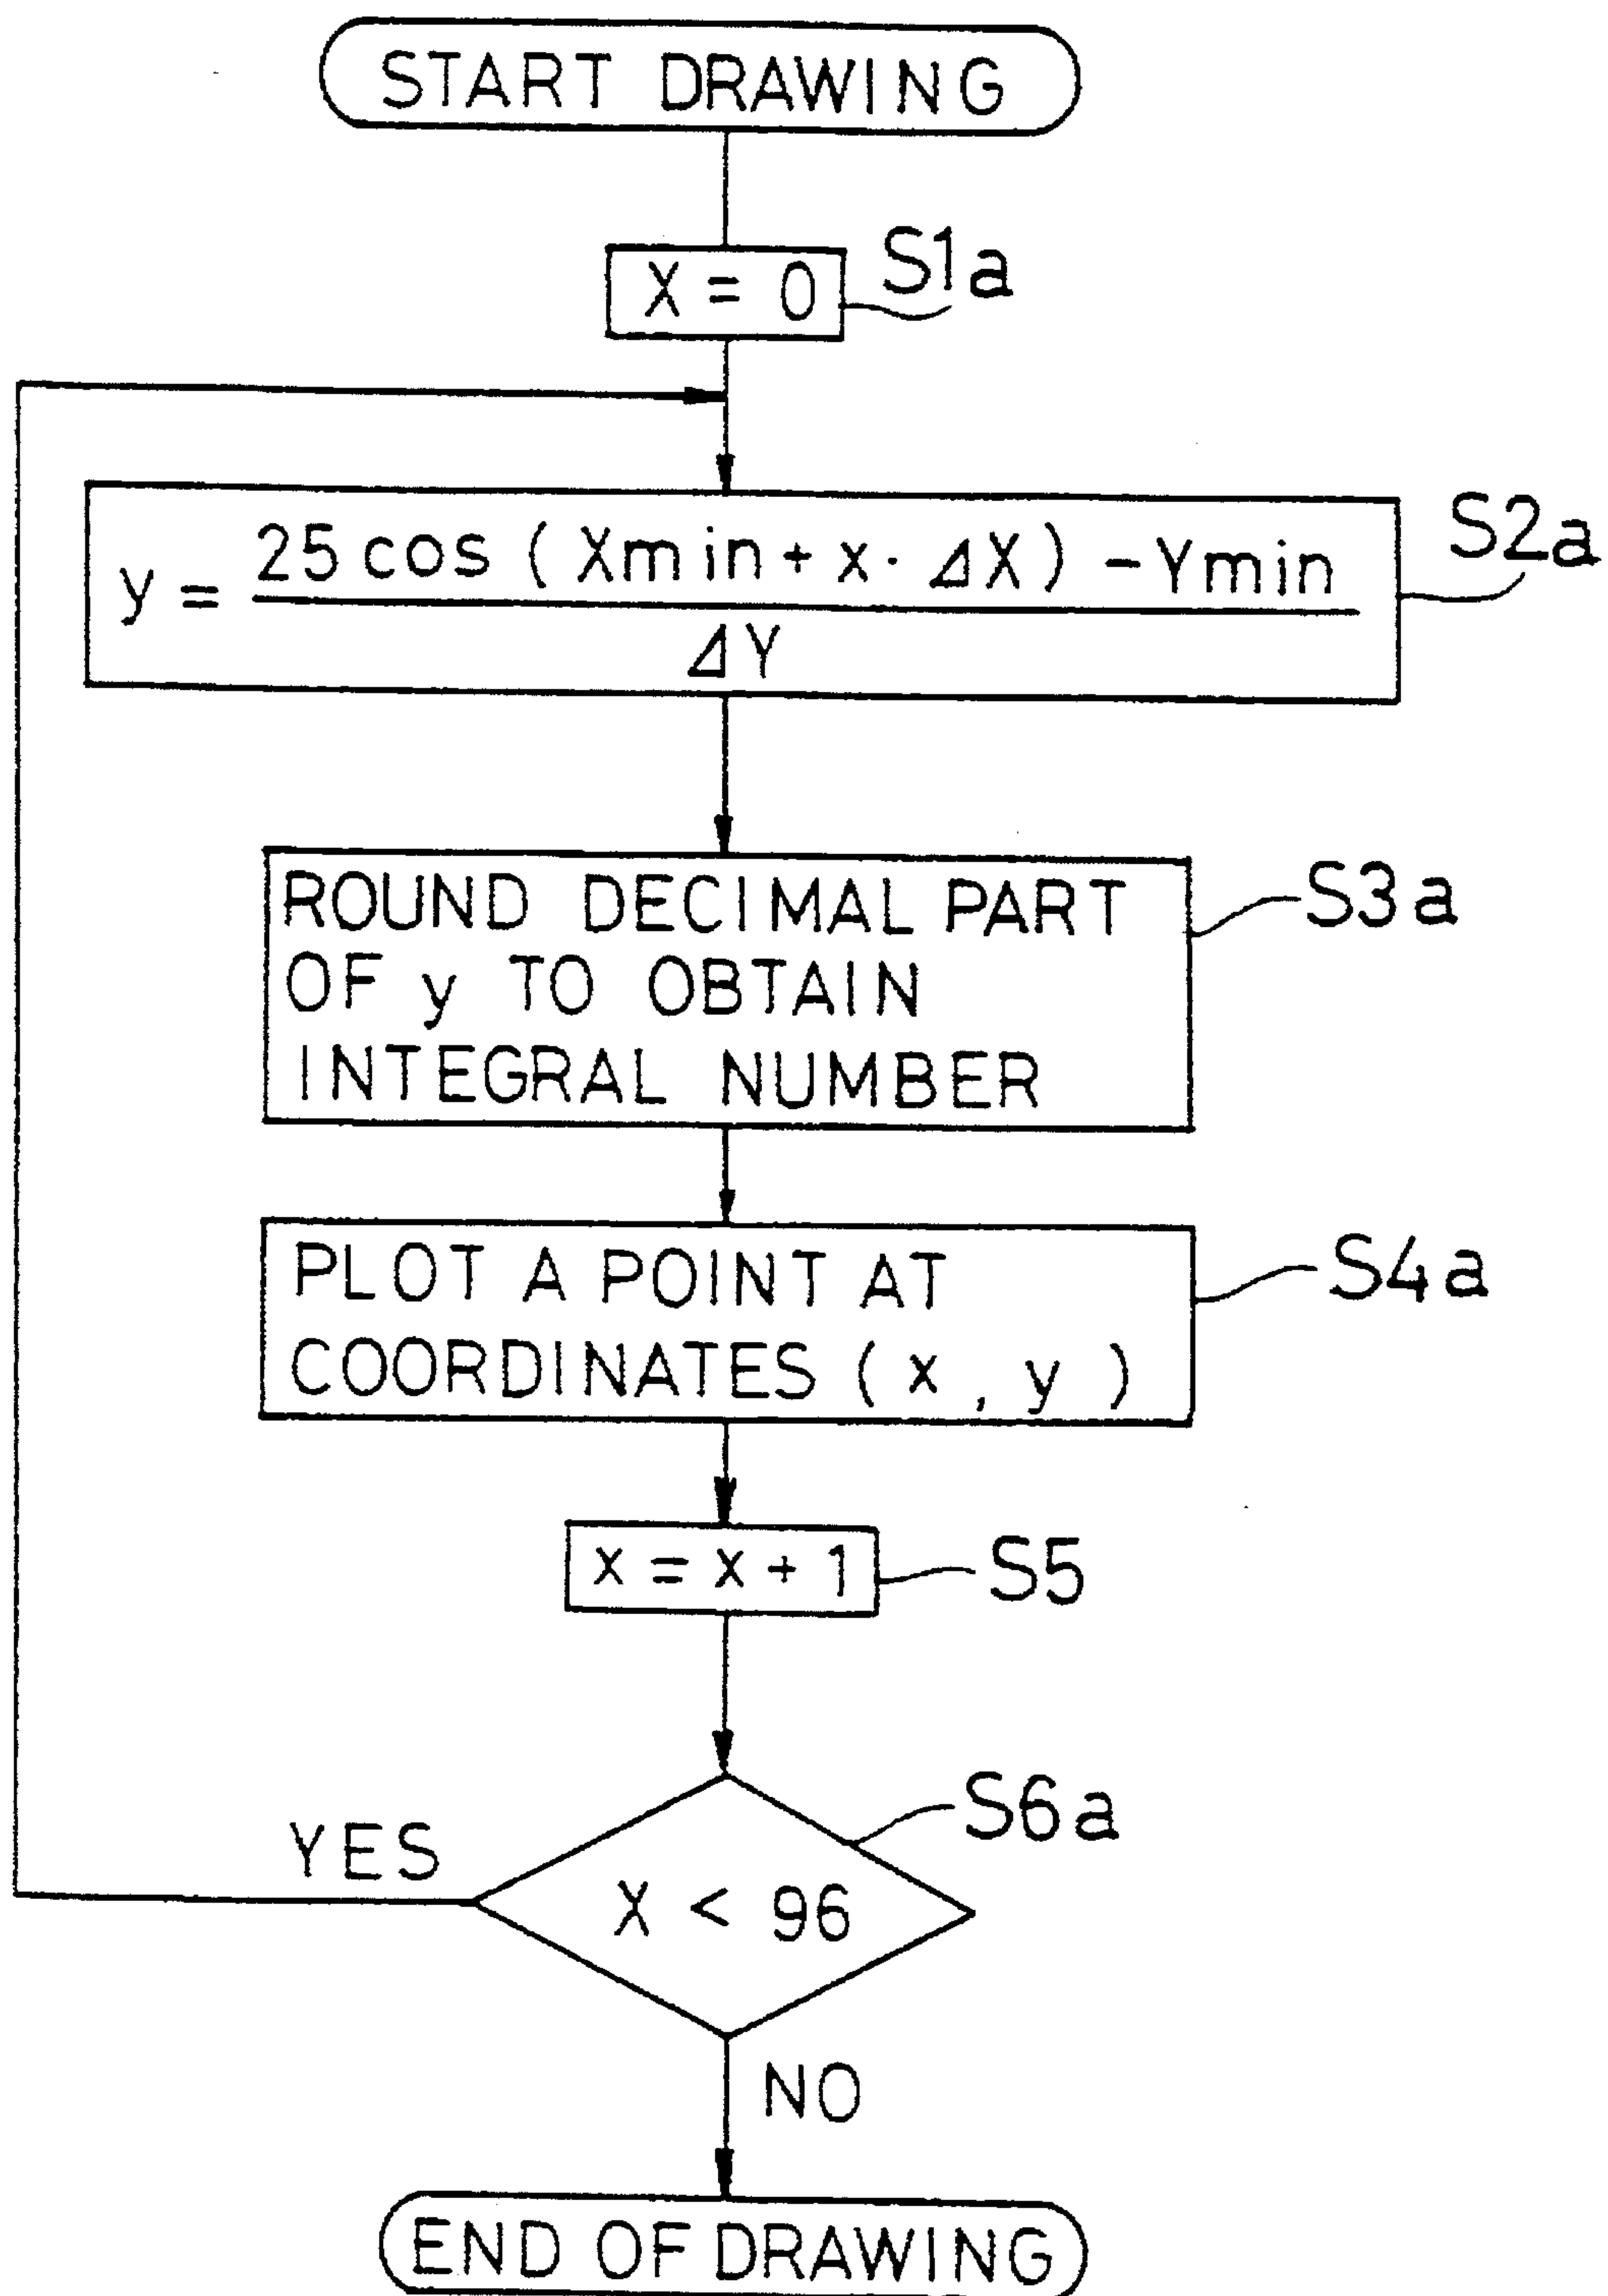 START DRAWING
X = 0
S1a
y = 25 cos (Xmin + x · ΔX) - Ymin
ΔY
S2a
ROUND DECIMAL PART
OF y TO OBTAIN
INTEGRAL NUMBER
S3a
PLOT A POINT AT
COORDINATES (x, y)
S4a
x = x + 1
S5
X < 96
S6a
YES
NO
END OF DRAWING